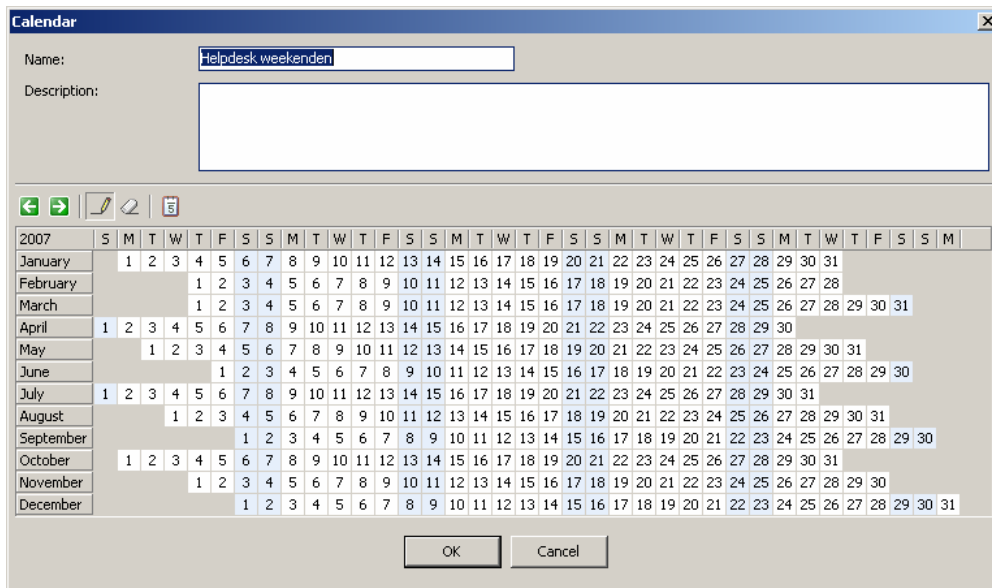 Calendar
Name: Helpdesk weekenden
Description:
5
2007 S M T W T F S S M T W T F S S M T W T F S S M T W T F S S M T W T F S S M
January 1 2 3 4 5 6 7 8 9 10 11 12 13 14 15 16 17 18 19 20 21 22 23 24 25 26 27 28 29 30 31
February 1 2 3 4 5 6 7 8 9 10 11 12 13 14 15 16 17 18 19 20 21 22 23 24 25 26 27 28
March 1 2 3 4 5 6 7 8 9 10 11 12 13 14 15 16 17 18 19 20 21 22 23 24 25 26 27 28 29 30 31
April 1 2 3 4 5 6 7 8 9 10 11 12 13 14 15 16 17 18 19 20 21 22 23 24 25 26 27 28 29 30
May 1 2 3 4 5 6 7 8 9 10 11 12 13 14 15 16 17 18 19 20 21 22 23 24 25 26 27 28 29 30 31
June 1 2 3 4 5 6 7 8 9 10 11 12 13 14 15 16 17 18 19 20 21 22 23 24 25 26 27 28 29 30
July 1 2 3 4 5 6 7 8 9 10 11 12 13 14 15 16 17 18 19 20 21 22 23 24 25 26 27 28 29 30 31
August 1 2 3 4 5 6 7 8 9 10 11 12 13 14 15 16 17 18 19 20 21 22 23 24 25 26 27 28 29 30 31
September 1 2 3 4 5 6 7 8 9 10 11 12 13 14 15 16 17 18 19 20 21 22 23 24 25 26 27 28 29 30
October 1 2 3 4 5 6 7 8 9 10 11 12 13 14 15 16 17 18 19 20 21 22 23 24 25 26 27 28 29 30 31
November 1 2 3 4 5 6 7 8 9 10 11 12 13 14 15 16 17 18 19 20 21 22 23 24 25 26 27 28 29 30
December 1 2 3 4 5 6 7 8 9 10 11 12 13 14 15 16 17 18 19 20 21 22 23 24 25 26 27 28 29 30 31
OK Cancel